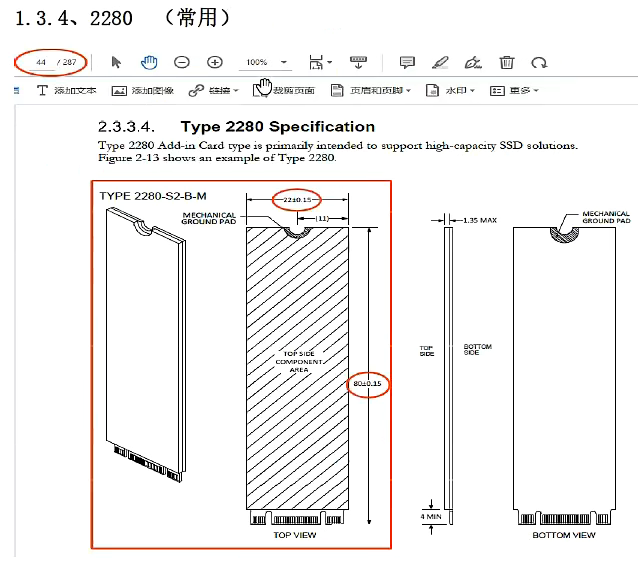 1.3.4、2280 （常用）
44 / 287
100%
添加文本 添加图像 链接 裁剪页面 页眉和页脚 水印 更多
2.3.3.4. Type 2280 Specification
Type 2280 Add-in Card type is primarily intended to support high-capacity SSD solutions.
Figure 2-13 shows an example of Type 2280.
TYPE 2280-S2-B-M
22±0.15
MECHANICAL
GROUND PAD
(11)
1.35 MAX
MECHANICAL
GROUND PAD
TOP SIDE
COMPONENT
AREA
80±0.15
TOP
SIDE
BOTTOM
SIDE
4 MIN
TOP VIEW
BOTTOM VIEW